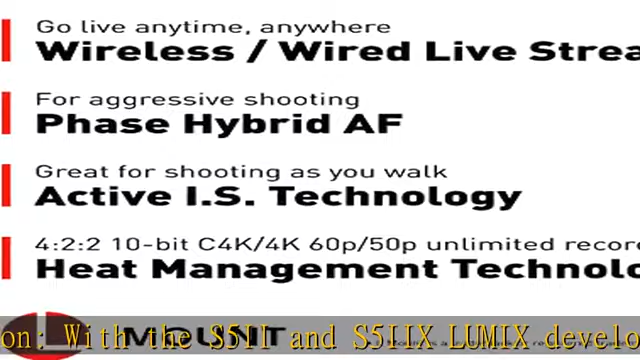 Go live anytime, anywhere
Wireless / Wired Live Strea
For aggressive shooting
Phase Hybrid AF
Great for shooting as you walk
Active I.S. Technology
4:2:2 10-bit C4K/4K 60p/50p unlimited recor
Heat Management Technolo
L MOUNT
on: With the S5II and S5IIX LUMIX develo